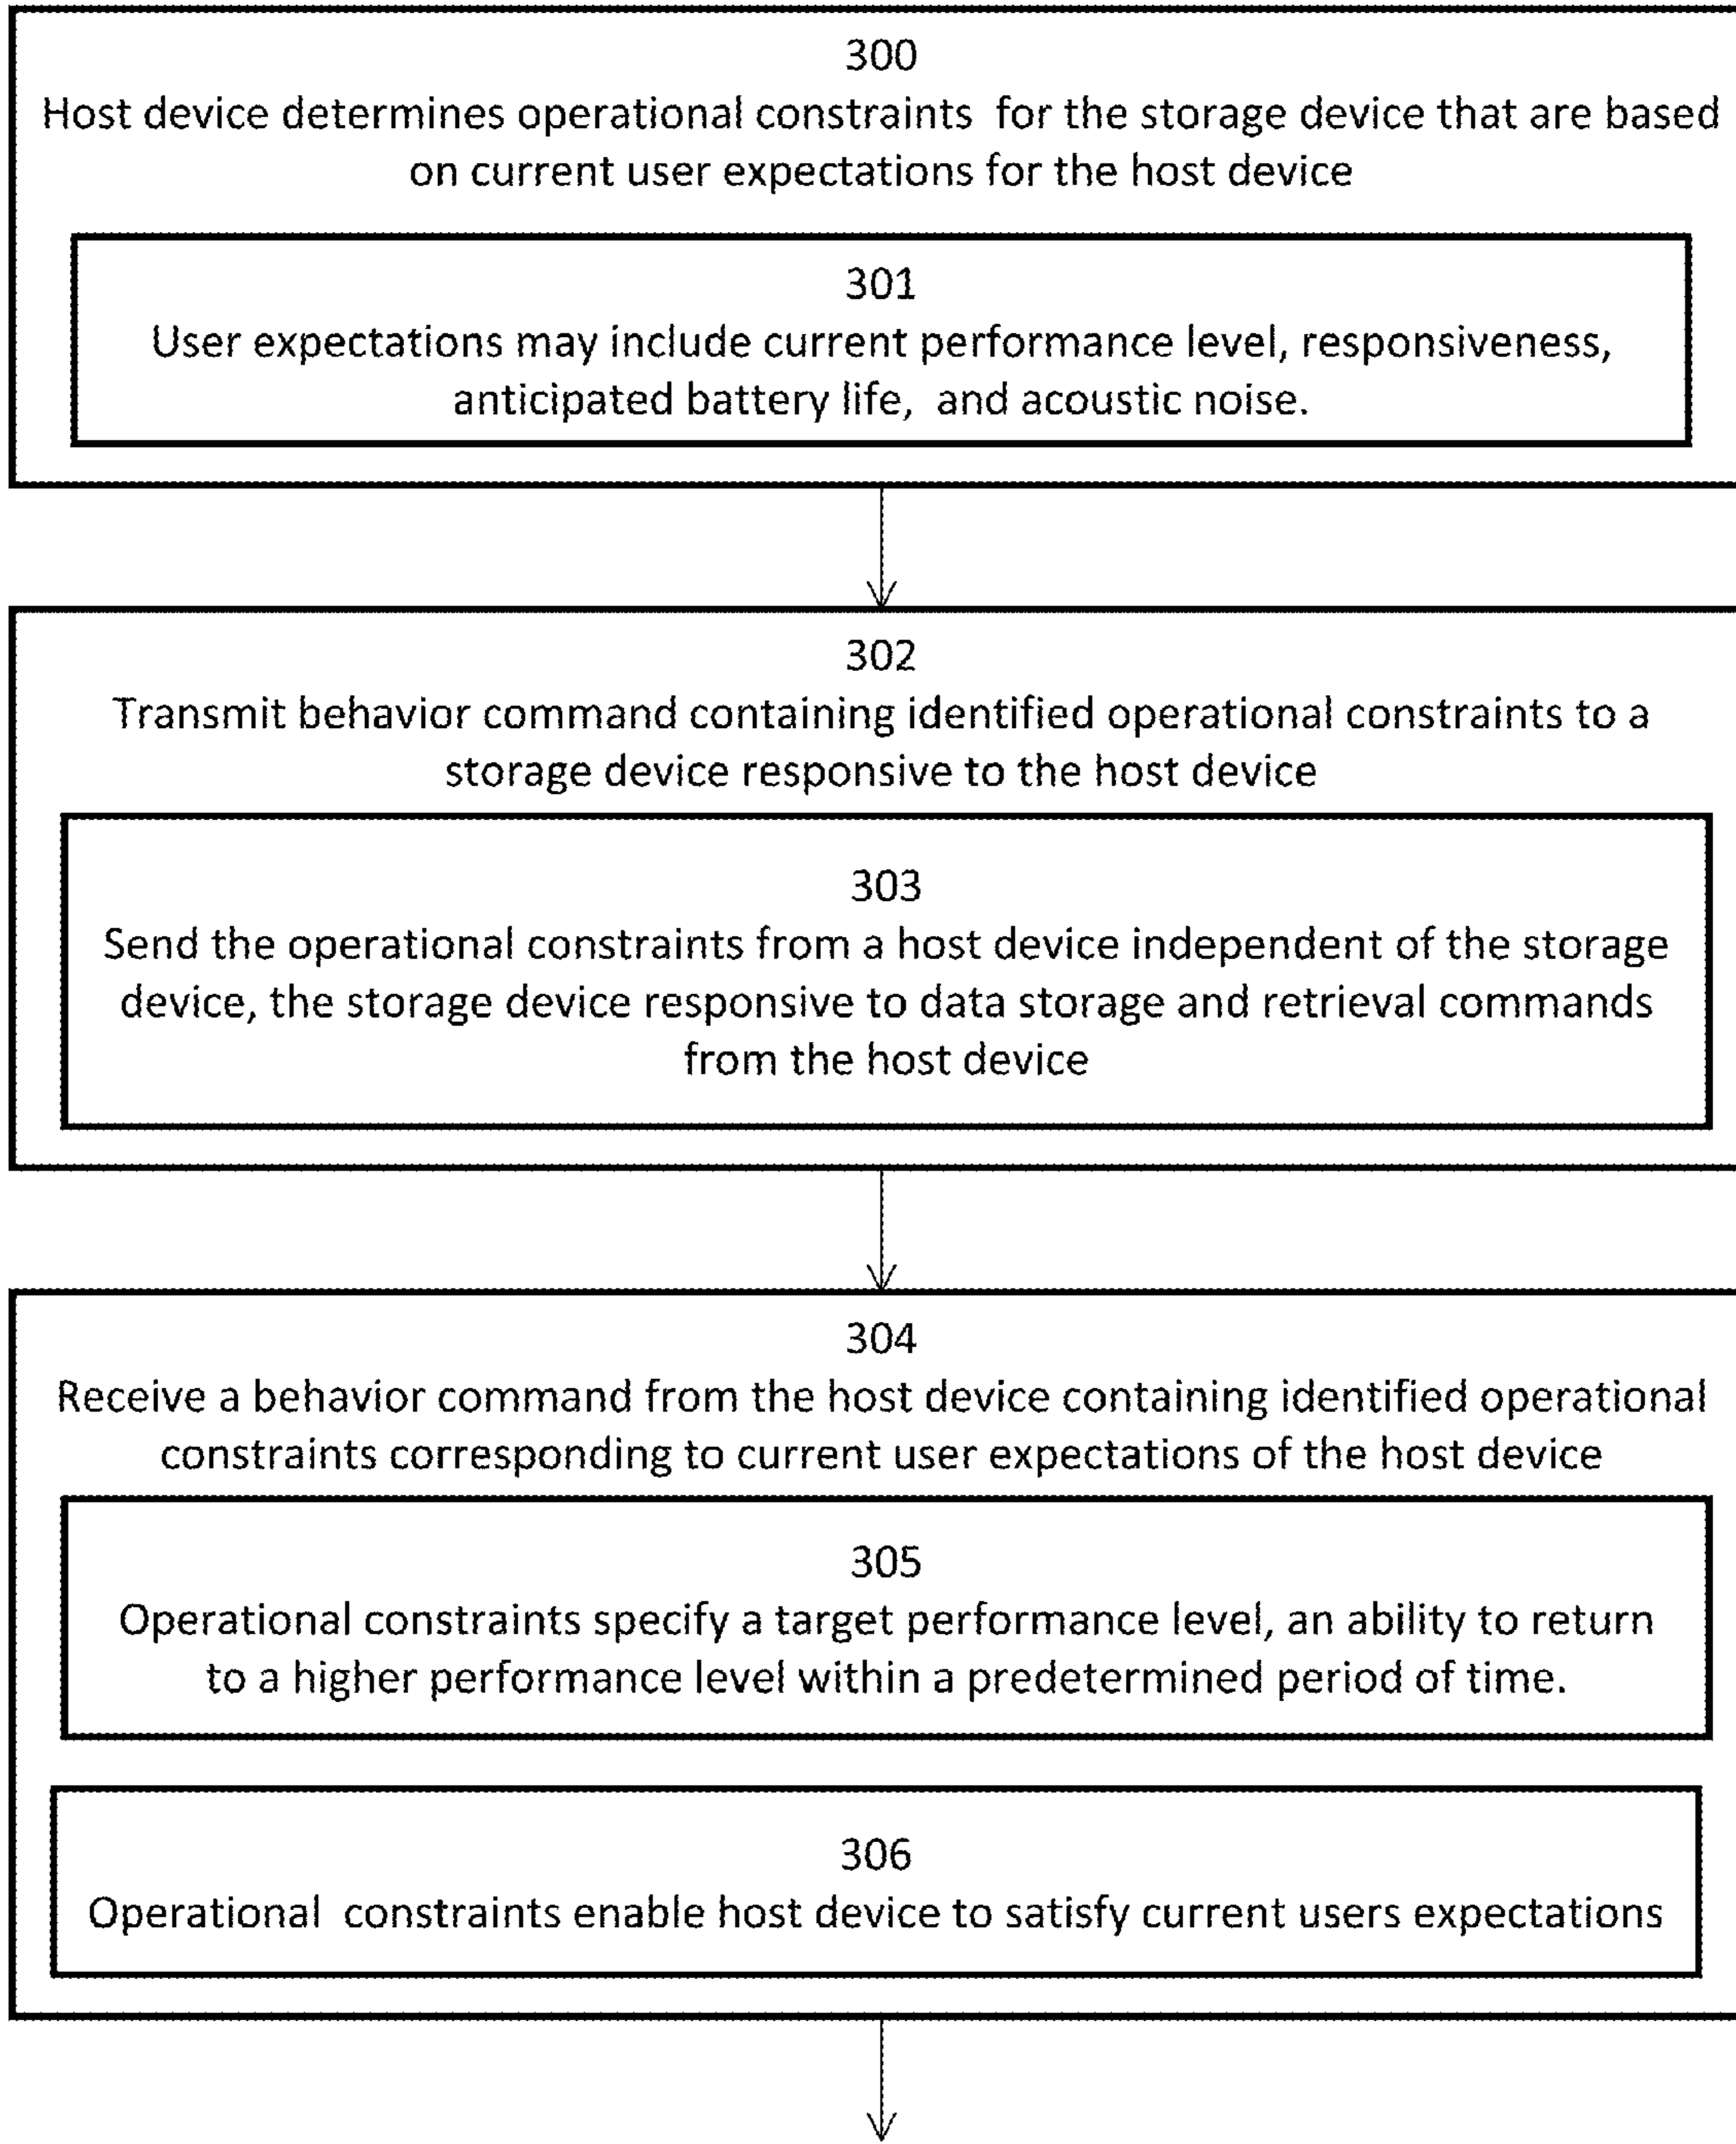 300
Host device determines operational constraints for the storage device that are based
on current user expectations for the host device
301
User expectations may include current performance level, responsiveness,
anticipated battery life, and acoustic noise.
302
Transmit behavior command containing identified operational constraints to a
storage device responsive to the host device
303
Send the operational constraints from a host device independent of the storage
device, the storage device responsive to data storage and retrieval commands
from the host device
304
Receive a behavior command from the host device containing identified operational
constraints corresponding to current user expectations of the host device
305
Operational constraints specify a target performance level, an ability to return
to a higher performance level within a predetermined period of time.
306
Operational constraints enable host device to satisfy current users expectations